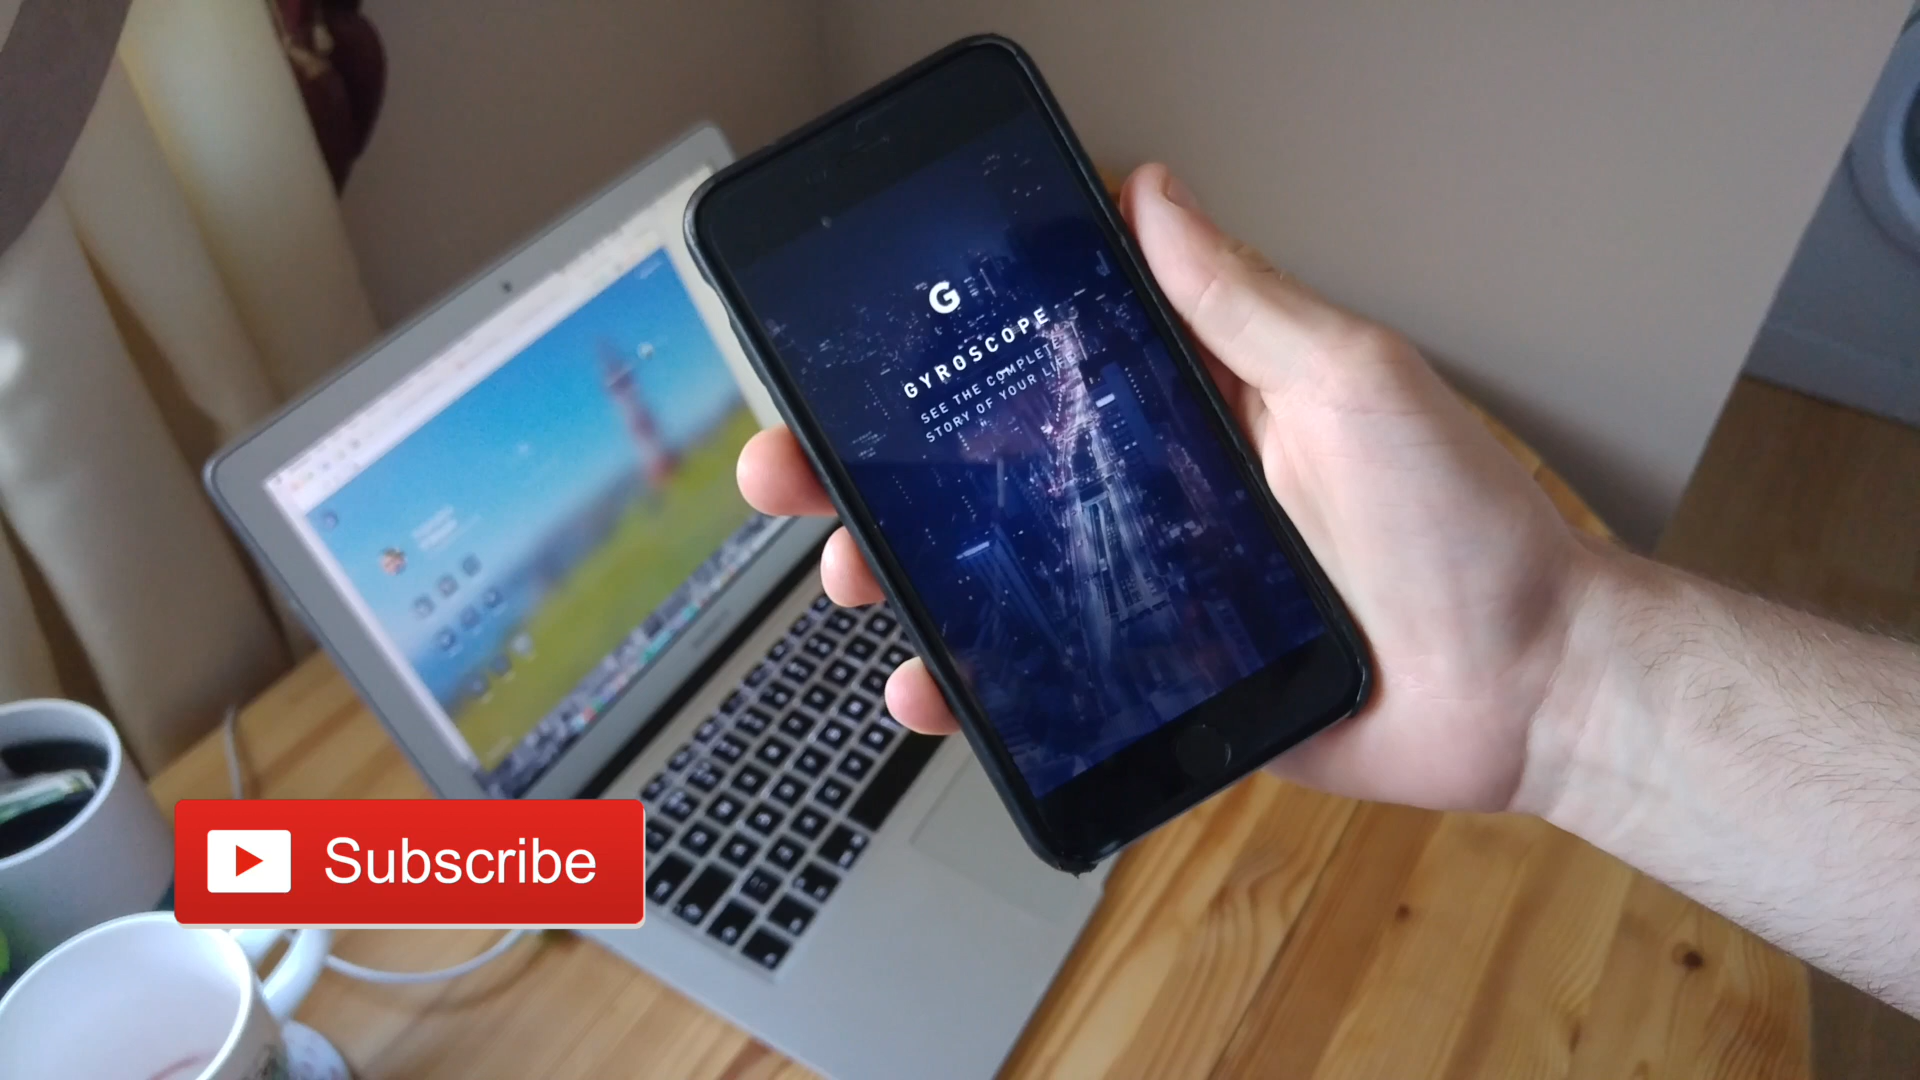 G
GYROSCOPE
SEE THE COMPLETE
STORY OF YOUR LIFE
Subscribe